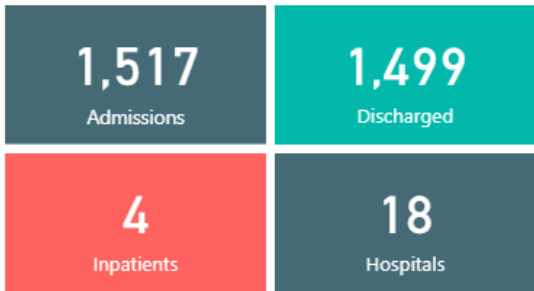 1,517
Admissions
1,499
Discharged
4
Inpatients
18
Hospitals